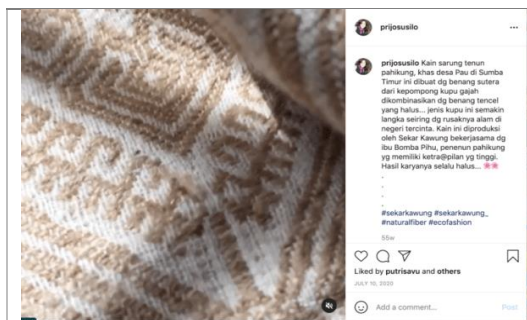 prijosusilo
prijosusilo Kain sarung tenun
pahikung, khas desa Pau di Sumba
Timur ini dibuat dg benang sutera
dari kepompong kupu gajah
dikombinasikan dg benang tencel
yang halus... jenis kupu ini semakin
langka seiring dg rusaknya alam di
negeri tercinta. Kain ini diproduksi
oleh Sekar Kawung bekerjasama dg
ibu Bomba Pihu, penenun pahikung
yg memiliki ketra@pilan yg tinggi.
Hasil karyanya selalu halus... 🌸🌸
.
.
.
.
#sekarkawung #sekarkawung_
#naturalfiber #ecofashion
55w
Liked by putrisavu and others
JULY 10, 2020
Add a comment...
Post